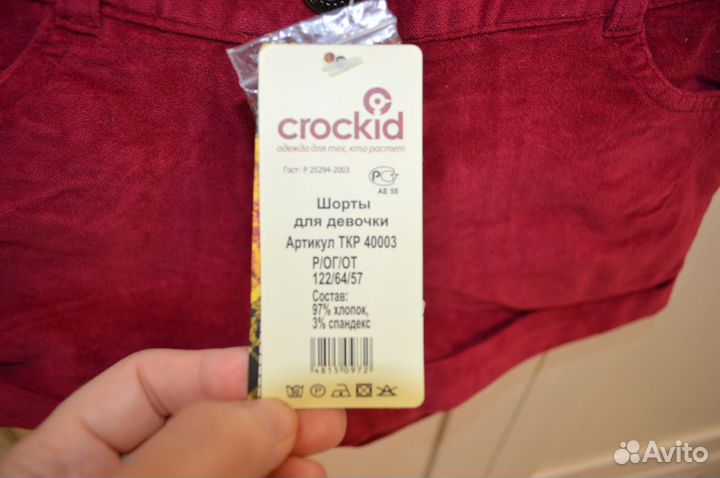 crockid
одежда для тех, кто растет
Гост: Р 25294-2003
АЕ 55
Шорты
для девочки
Артикул ТКР 40003
Р/ОГ/ОТ
122/64/57
Состав:
97% хлопок,
3% спандекс
48150972
P
Avito